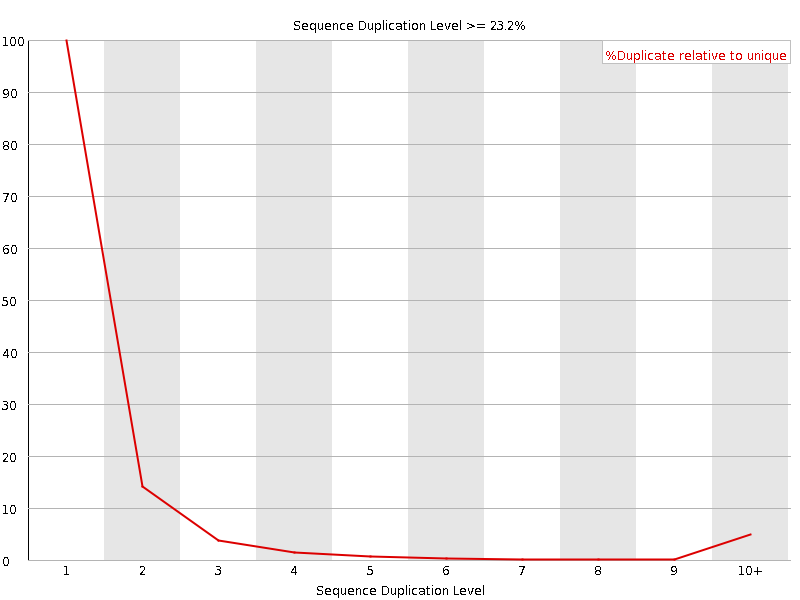 Sequence Duplication Level >= 23.2%
%Duplicate relative to unique
100
90
80
70
60
50
40
30
20
10
0
1 2 3 4 5 6 7 8 9 10+
Sequence Duplication Level